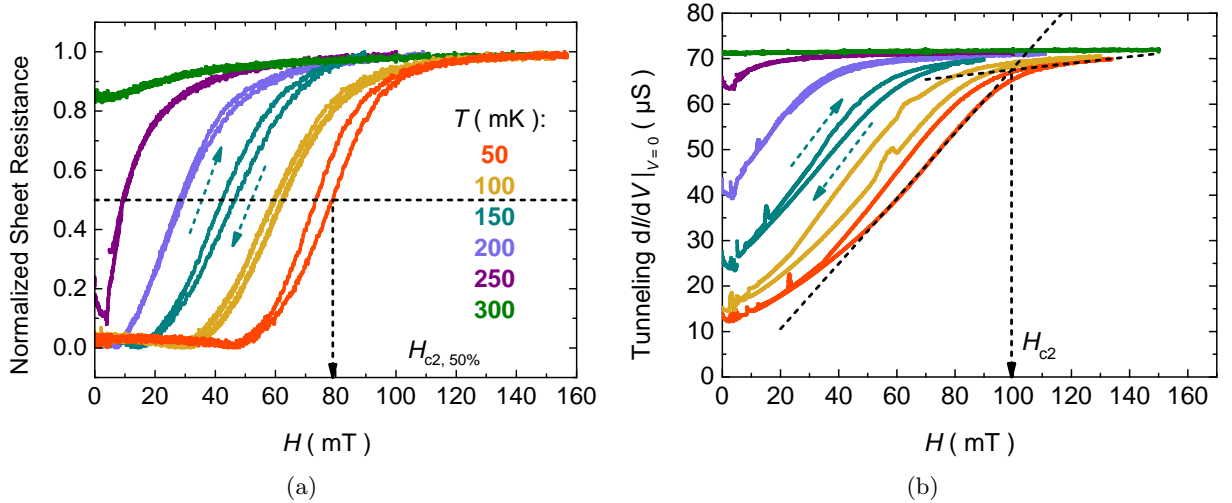 Normalized Sheet Resistance
1.0
0.8
0.6
0.4
0.2
0.0
T ( mK ):
50
100
150
200
250
300
H_{c2, 50%}
0 20 40 60 80 100 120 140 160
H ( mT )
(a)
Tunneling dI/dV|_{V = 0} ( µS )
80
70
60
50
40
30
20
10
0
H_{c2}
0 20 40 60 80 100 120 140 160
H ( mT )
(b)